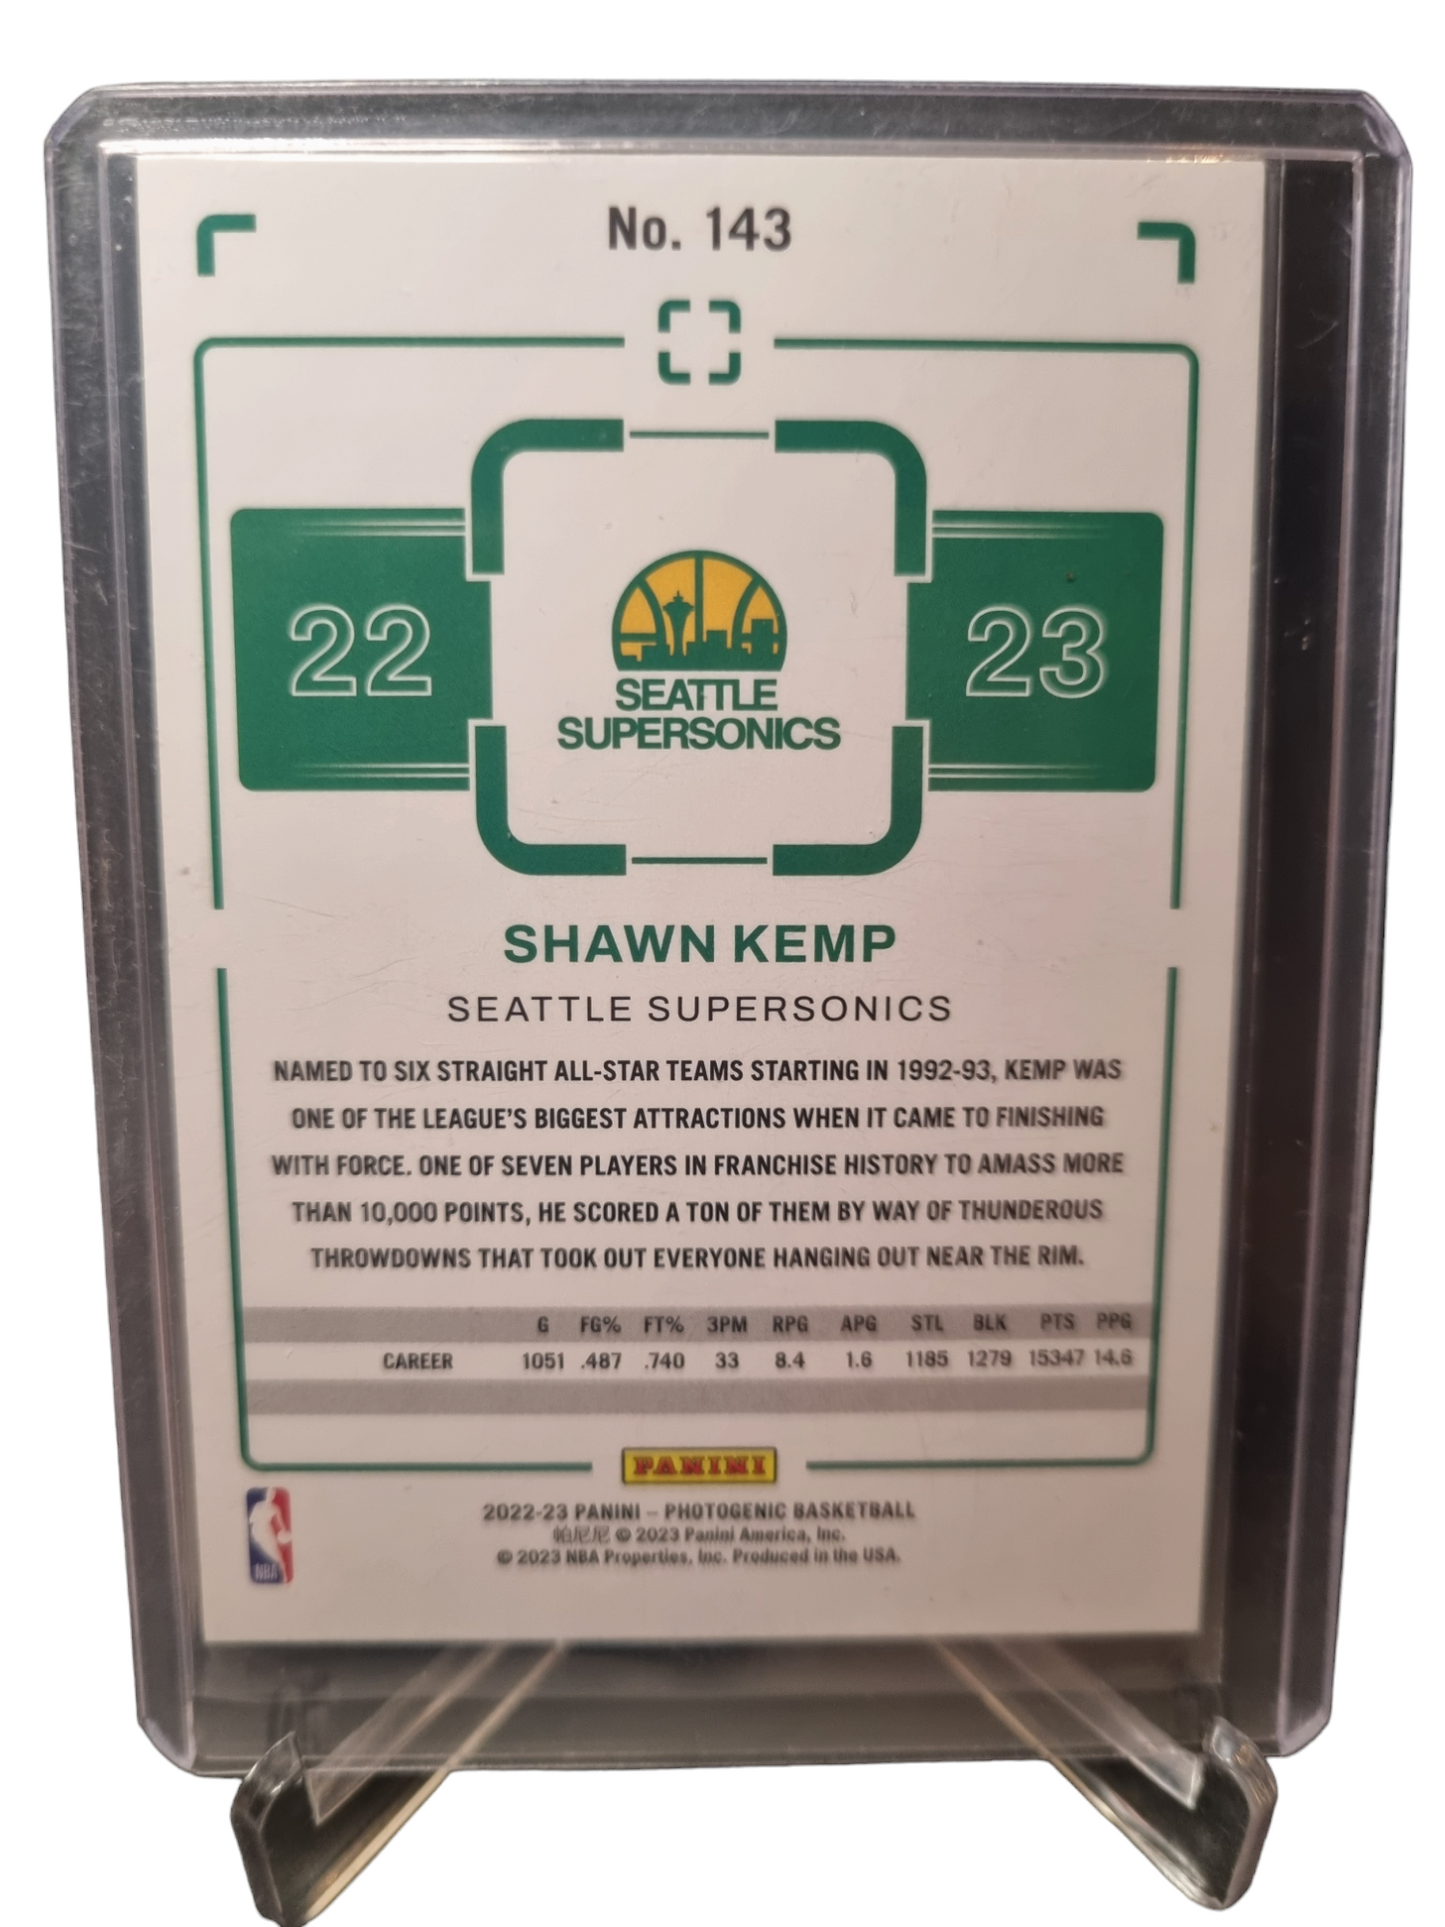 No. 143
22
23
SEATTLE
SUPERSONICS
SHAWN KEMP
SEATTLE SUPERSONICS
NAMED TO SIX STRAIGHT ALL-STAR TEAMS STARTING IN 1992-93, KEMP WAS
ONE OF THE LEAGUE'S BIGGEST ATTRACTIONS WHEN IT CAME TO FINISHING
WITH FORCE. ONE OF SEVEN PLAYERS IN FRANCHISE HISTORY TO AMASS MORE
THAN 10,000 POINTS, HE SCORED A TON OF THEM BY WAY OF THUNDEROUS
THROWDOWNS THAT TOOK OUT EVERYONE HANGING OUT NEAR THE RIM.
G FG% FT% 3PM RPG APG STL BLK PTS PPG
CAREER 1051 .487 .740 33 8.4 1.6 1185 1279 15347 14.6
PANINI
2022-23 PANINI – PHOTOGENIC BASKETBALL
帕尼尼 © 2023 Panini America, Inc.
© 2023 NBA Properties, Inc. Produced in the USA.
NBA